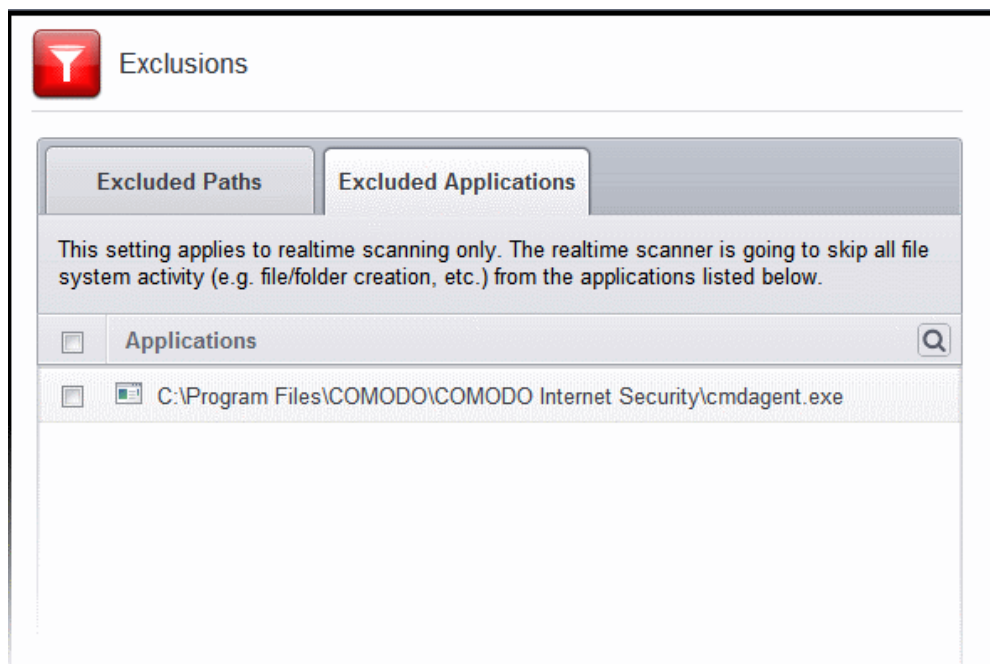 Exclusions
Excluded Paths
Excluded Applications
This setting applies to realtime scanning only. The realtime scanner is going to skip all file
system activity (e.g. file/folder creation, etc.) from the applications listed below.
Applications
C:\Program Files\COMODO\COMODO Internet Security\cmdagent.exe